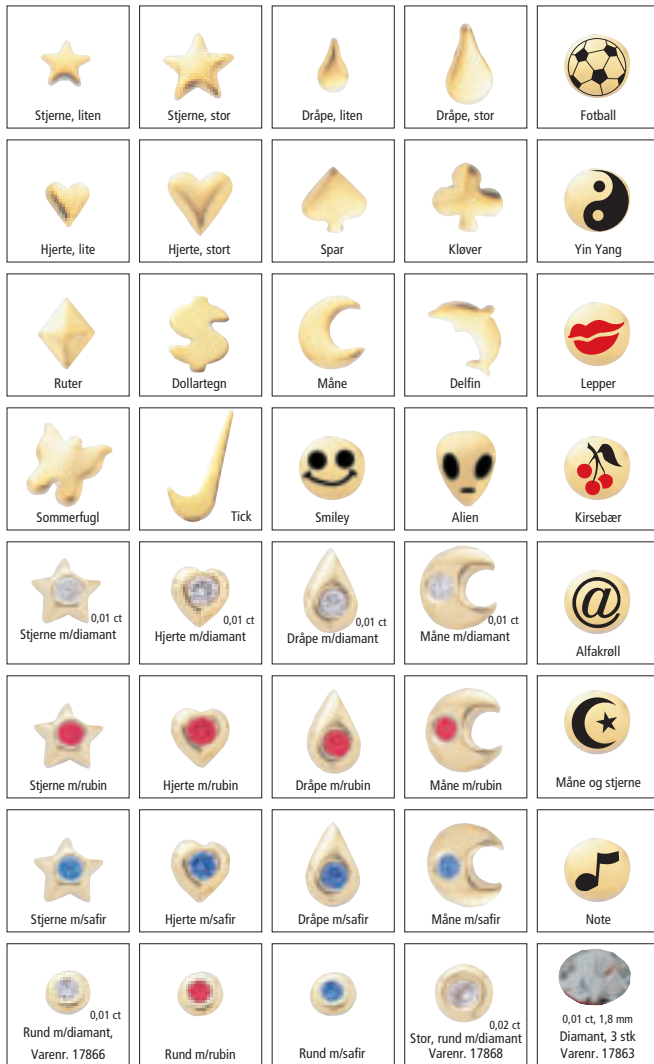 Stjerne, liten
Stjerne, stor
Dråpe, liten
Dråpe, stor
Fotball
Hjerte, lite
Hjerte, stort
Spar
Kløver
Yin Yang
Ruter
Dollartegn
Måne
Delfin
Lepper
Sommerfugl
Tick
Smiley
Alien
Kirsebær
0,01 ct
Stjerne m/diamant
0,01 ct
Hjerte m/diamant
0,01 ct
Dråpe m/diamant
0,01 ct
Måne m/diamant
@
Alfakrøll
Stjerne m/rubin
Hjerte m/rubin
Dråpe m/rubin
Måne m/rubin
Måne og stjerne
Stjerne m/safir
Hjerte m/safir
Dråpe m/safir
Måne m/safir
Note
0,01 ct
Rund m/diamant,
Varenr. 17866
Rund m/rubin
Rund m/safir
0,02 ct
Stor, rund m/diamant
Varenr. 17868
0,01 ct, 1,8 mm
Diamant, 3 stk
Varenr. 17863